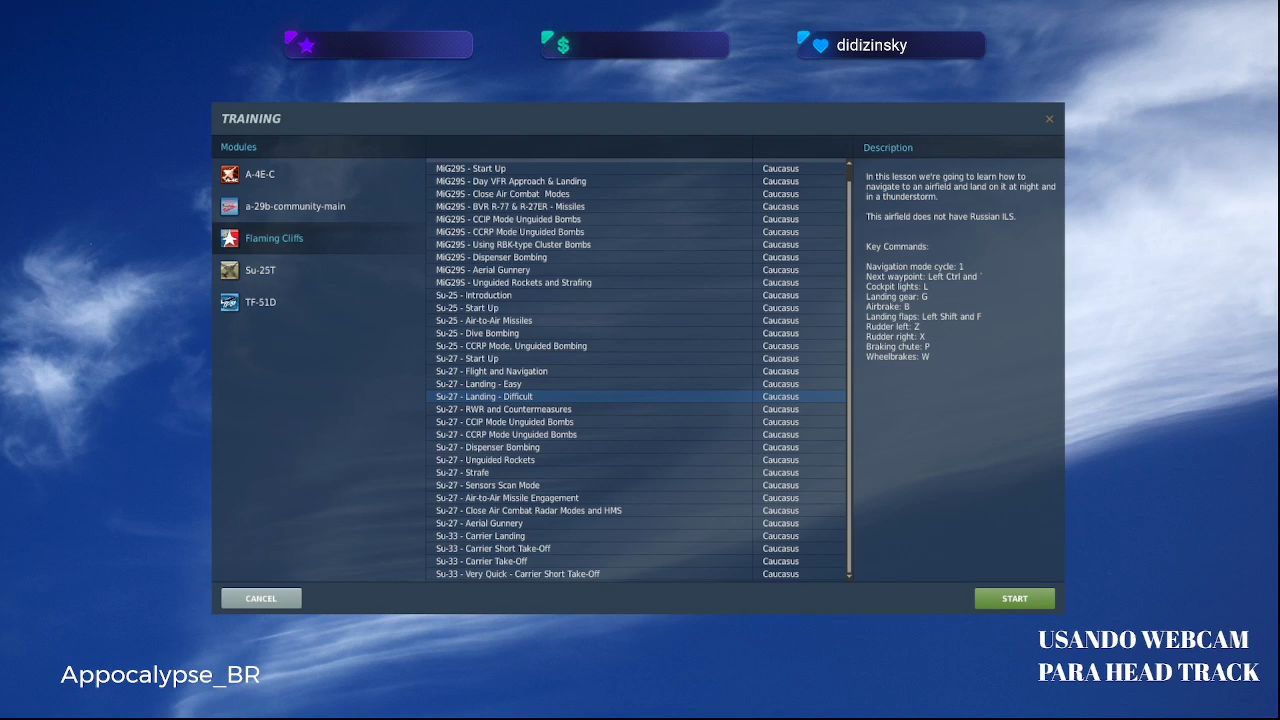 didizinsky
TRAINING
Modules
Description
A-4E-C
a-29b-community-main
Flaming Cliffs
Su-25T
TF-51D
MiG29S - Start Up Caucasus
MiG29S - Day VFR Approach & Landing Caucasus
MiG29S - Close Air Combat Modes Caucasus
MiG29S - BVR R-77 & R-27ER - Missiles Caucasus
MiG29S - CCIP Mode Unguided Bombs Caucasus
MiG29S - CCRP Mode Unguided Bombs Caucasus
MiG29S - Using RBK-type Cluster Bombs Caucasus
MiG29S - Dispenser Bombing Caucasus
MiG29S - Aerial Gunnery Caucasus
MiG29S - Unguided Rockets and Strafing Caucasus
Su-25 - Introduction Caucasus
Su-25 - Start Up Caucasus
Su-25 - Air-to-Air Missiles Caucasus
Su-25 - Dive Bombing Caucasus
Su-25 - CCRP Mode, Unguided Bombing Caucasus
Su-27 - Start Up Caucasus
Su-27 - Flight and Navigation Caucasus
Su-27 - Landing - Easy Caucasus
Su-27 - Landing - Difficult Caucasus
Su-27 - RWR and Countermeasures Caucasus
Su-27 - CCIP Mode Unguided Bombs Caucasus
Su-27 - CCRP Mode Unguided Bombs Caucasus
Su-27 - Dispenser Bombing Caucasus
Su-27 - Unguided Rockets Caucasus
Su-27 - Strafe Caucasus
Su-27 - Sensors Scan Mode Caucasus
Su-27 - Air-to-Air Missile Engagement Caucasus
Su-27 - Close Air Combat Radar Modes and HMS Caucasus
Su-27 - Aerial Gunnery Caucasus
Su-33 - Carrier Landing Caucasus
Su-33 - Carrier Short Take-Off Caucasus
Su-33 - Carrier Take-Off Caucasus
Su-33 - Very Quick - Carrier Short Take-Off Caucasus
In this lesson we're going to learn how to
navigate to an airfield and land on it at night and
in a thunderstorm.
This airfield does not have Russian ILS.
Key Commands:
Navigation mode cycle: 1
Next waypoint: Left Ctrl and `
Cockpit lights: L
Landing gear: G
Airbrake: B
Landing flaps: Left Shift and F
Rudder left: Z
Rudder right: X
Braking chute: P
Wheelbrakes: W
CANCEL
START
Appocalypse_BR
USANDO WEBCAM
PARA HEAD TRACK